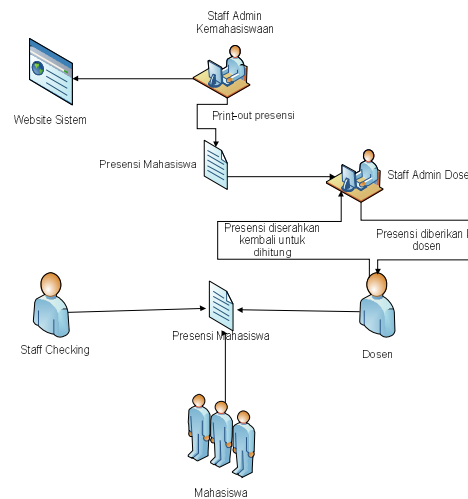 Staff Admin
Kemahasiswaan
Website Sistem
Print-out presensi
Presensi Mahasiswa
Staff Admin Dose
Presensi diserahkan
kembali untuk
dihitung
Presensi diberikan
dosen
Staff Checking
Presensi Mahasiswa
Dosen
Mahasiswa